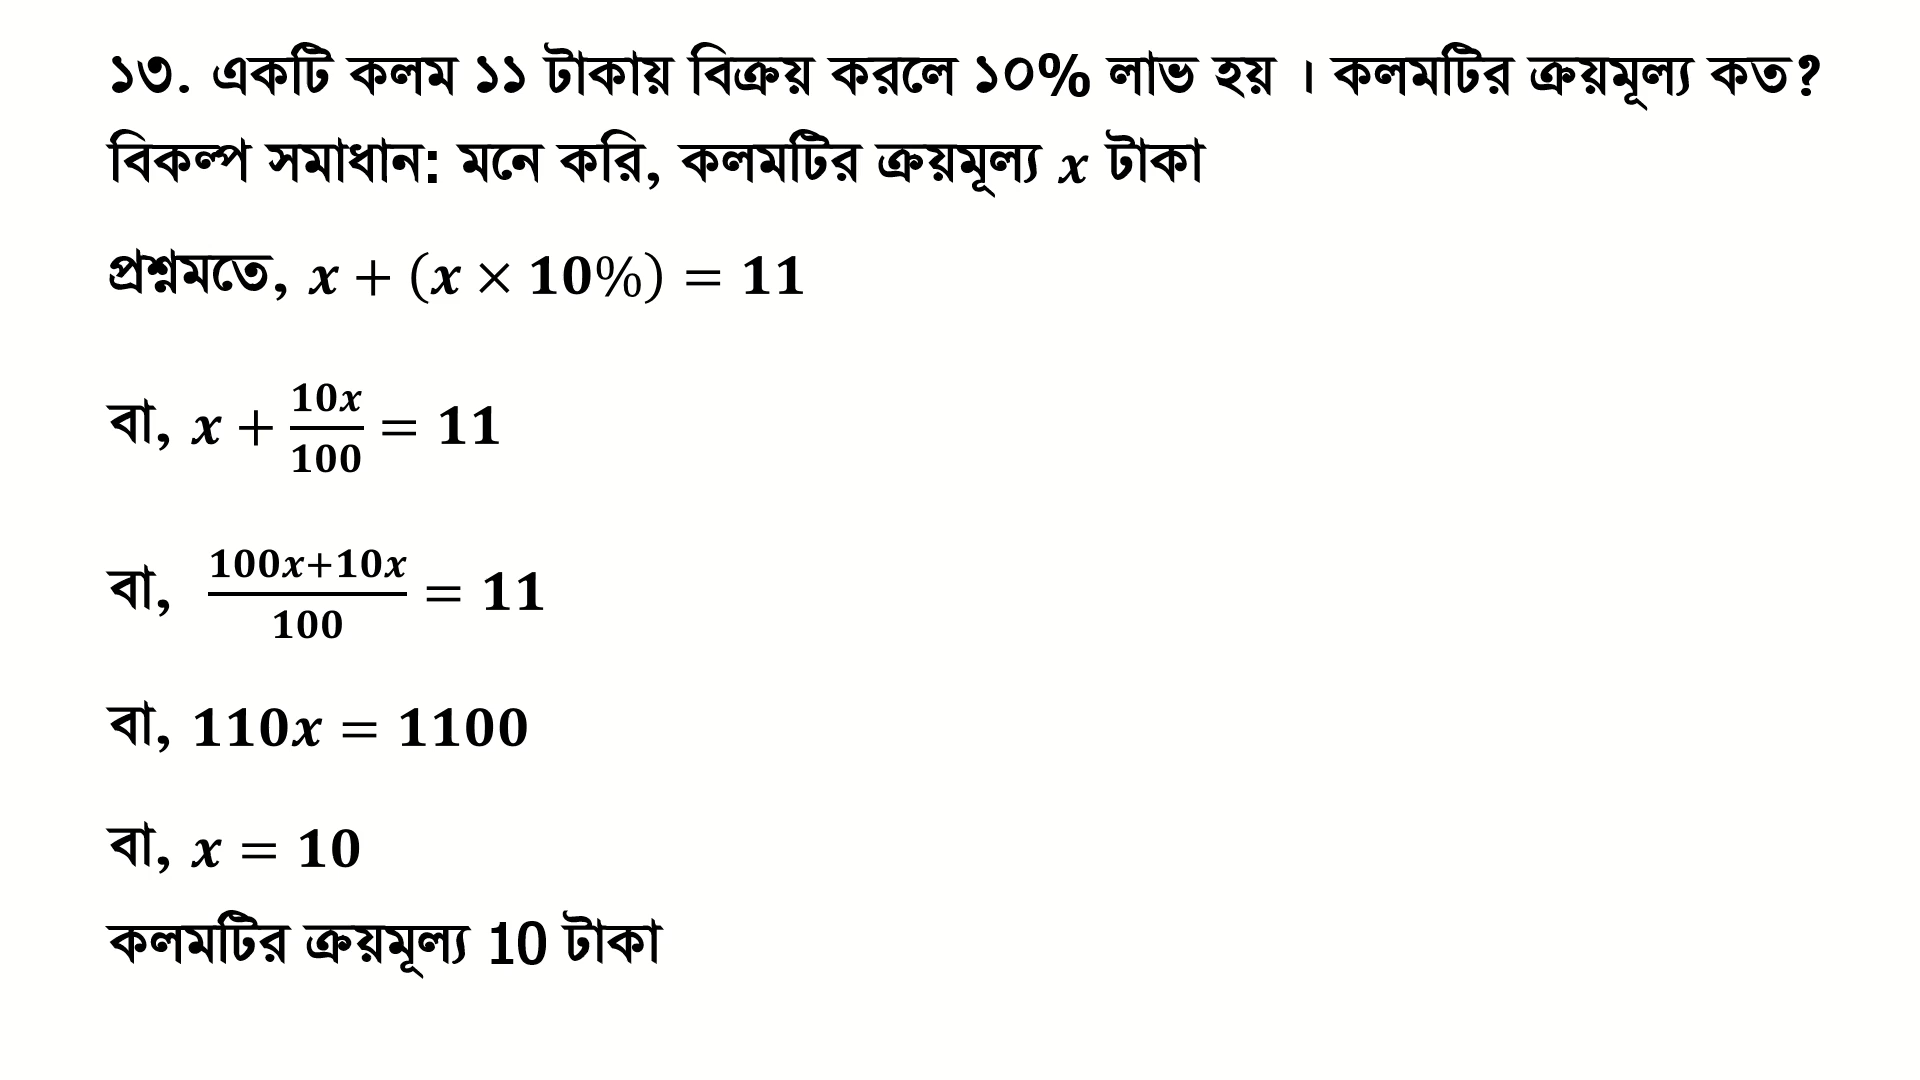 ১৩. একটি কলম ১১ টাকায় বিক্রয় করলে ১০% লাভ হয় । কলমটির ক্রয়মূল্য কত?
বিকল্প সমাধান: মনে করি, কলমটির ক্রয়মূল্য x টাকা
প্রশ্নমতে, x + (x × 10%) = 11
বা, x + 10x/100 = 11
বা, (100x+10x)/100 = 11
বা, 110x = 1100
বা, x = 10
কলমটির ক্রয়মূল্য 10 টাকা